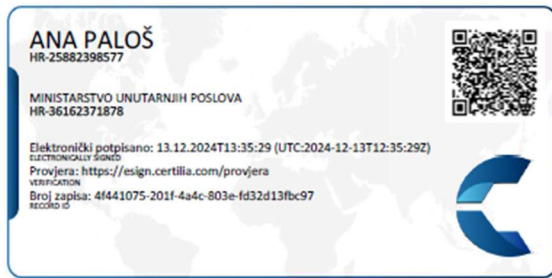 ANA PALOŠ
HR-25882398577
MINISTARSTVO UNUTARNJIH POSLOVA
HR-36162371878
Elektronički potpisano: 13.12.2024T13:35:29 (UTC:2024-12-13T12:35:29Z)
ELECTRONICALLY SIGNED
Provjera: https://esign.certilia.com/provjera
VERIFICATION
Broj zapisa: 4f441075-201f-4a4c-803e-fd32d13fbc97
RECORD ID